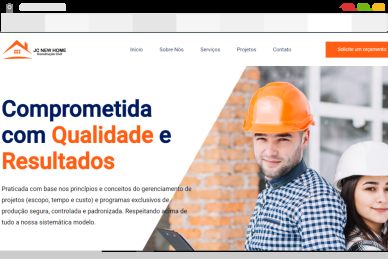 JC NEW HOME
Construção Civil
Início
Sobre Nós
Serviços
Projetos
Contato
Solicite um orçamento
Comprometida
com Qualidade e
Resultados
Praticada com base nos princípios e conceitos do gerenciamento de
projetos (escopo, tempo e custo) e programas exclusivos de
produção segura, controlada e padronizada. Respeitando acima de
tudo a nossa sistemática modelo.